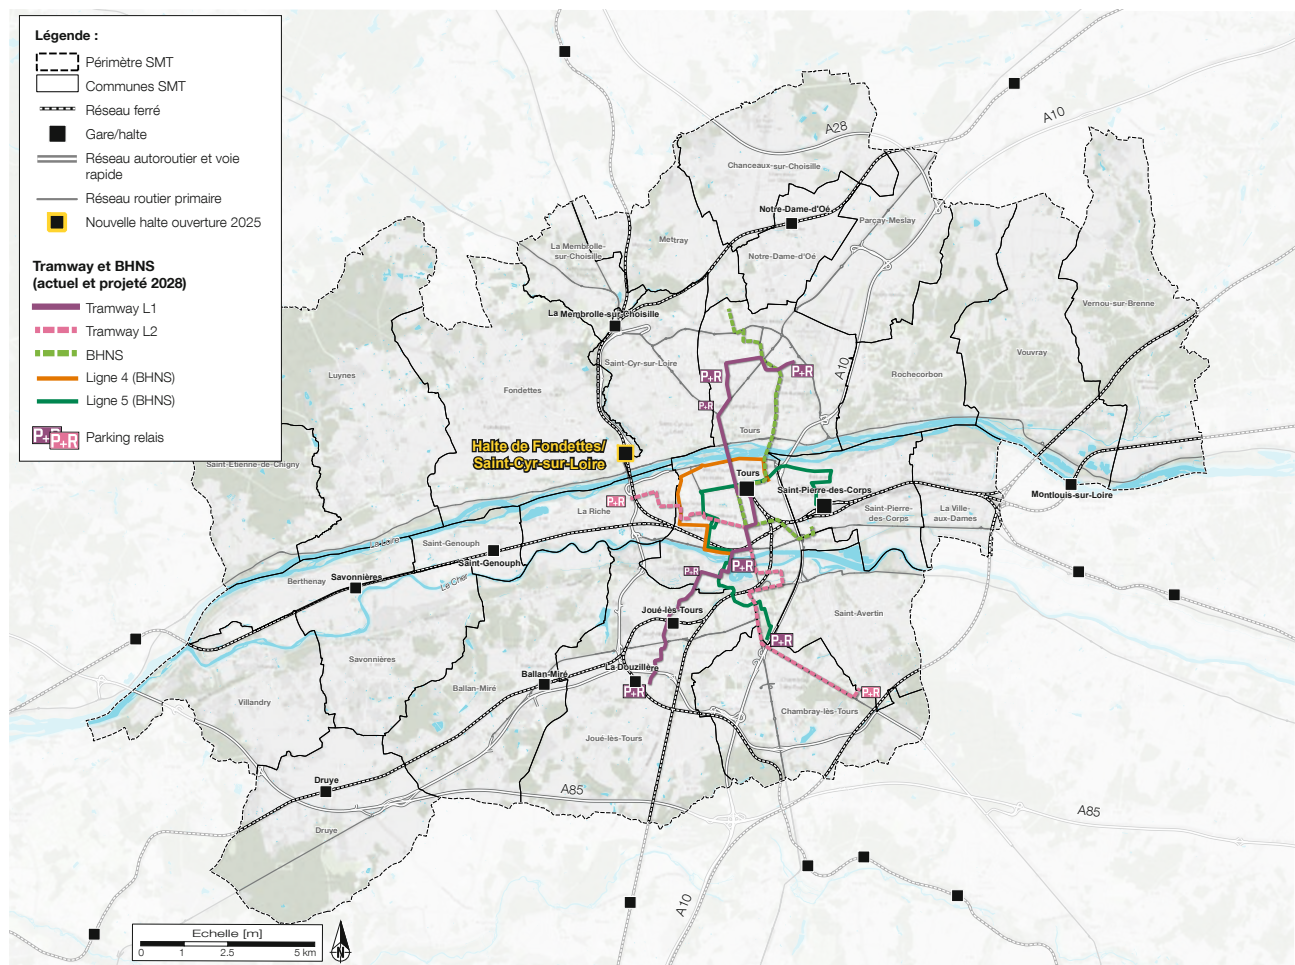 Légende :
Périmètre SMT
Communes SMT
Réseau ferré
Gare/halte
Réseau autoroutier et voie
rapide
Réseau routier primaire
Nouvelle halte ouverture 2025
Tramway et BHNS
(actuel et projeté 2028)
Tramway L1
Tramway L2
BHNS
Ligne 4 (BHNS)
Ligne 5 (BHNS)
P+R
P+R
Parking relais
A28
A10
Chanceaux-sur-Choisille
Notre-Dame-d'Oé
Parçay-Meslay
Mettray
La Membrolle-
sur-Choisille
Notre-Dame-d'Oé
Vernou-sur-Brenne
La Membrolle-sur-Choisille
Vouvray
Saint-Cyr-sur-Loire
A10
Rochecorbon
Luynes
Fondettes
P+R
P+R
P+R
Tours
Halte de Fondettes/
Saint-Cyr-sur-Loire
Saint-Etienne-de-Chigny
Tours
Saint-Pierre-des-Corps
Montlouis-sur-Loire
P+R
La Riche
Saint-Pierre-
des-Corps
La Ville-
aux-Dames
La Loire
Saint-Genouph
Saint-Genouph
Berthenay
Savonnières
Le Cher
P+R
P+R
Joué-lès-Tours
Saint-Avertin
P+R
Savonnières
La Douzillère
Ballan-Miré
Ballan-Miré
P+R
P+R
Villandry
Chambray-lès-Tours
Joué-lès-Tours
Druye
A85
A85
Druye
A10
Echelle [m]
0 1 2.5 5 km
N